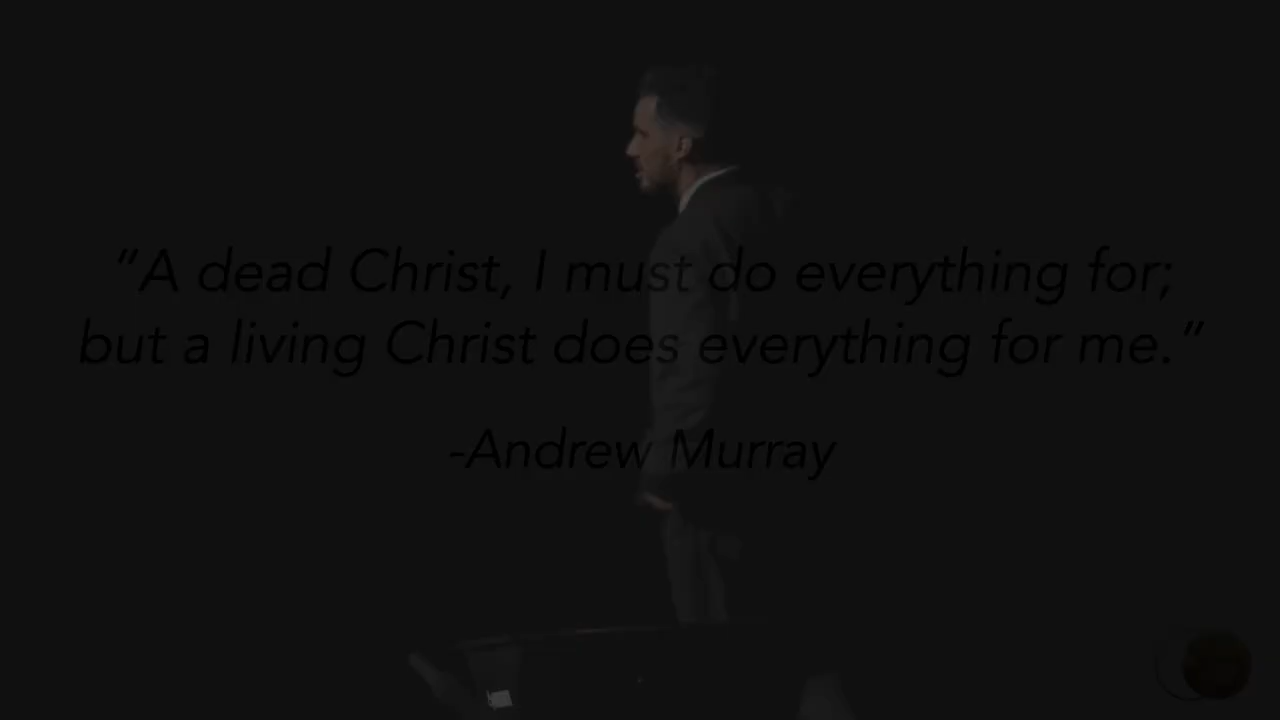 “A dead Christ, I must do everything for;
but a living Christ does everything for me.”
-Andrew Murray